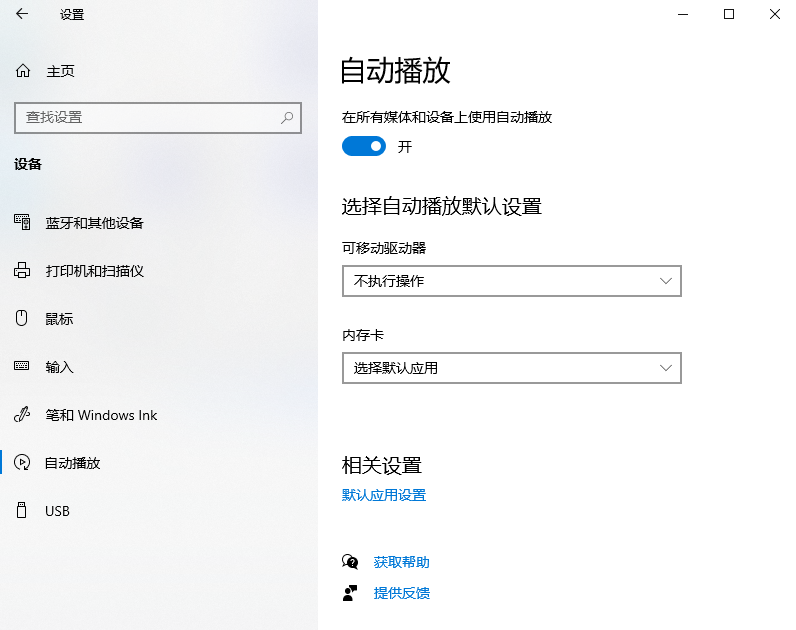 设置
主页
查找设置
设备
蓝牙和其他设备
打印机和扫描仪
鼠标
输入
笔和 Windows Ink
自动播放
USB
自动播放
在所有媒体和设备上使用自动播放
开
选择自动播放默认设置
可移动驱动器
不执行操作
内存卡
选择默认应用
相关设置
默认应用设置
获取帮助
提供反馈